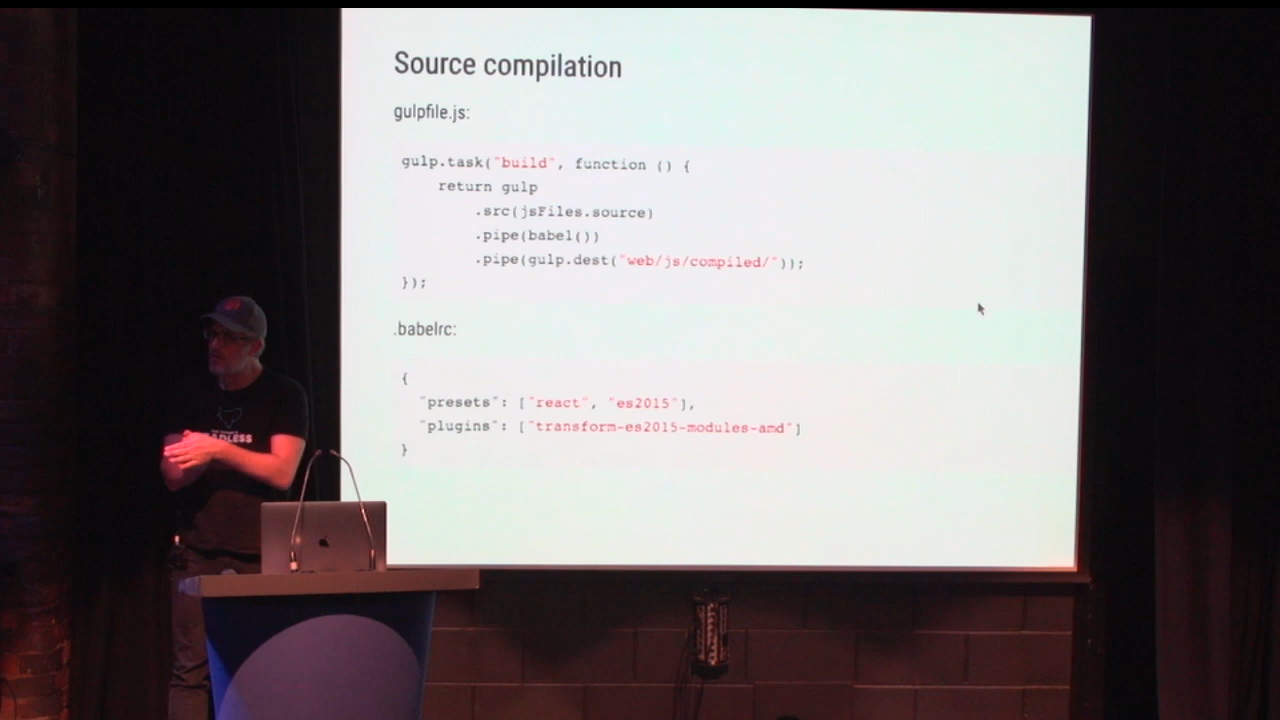 Source compilation
gulpfile.js:
gulp.task("build", function () {
return gulp
.src(jsFiles.source)
.pipe(babel())
.pipe(gulp.dest("web/js/compiled/"));
});
.babelrc:
{
"presets": ["react", "es2015"],
"plugins": ["transform-es2015-modules-amd"]
}